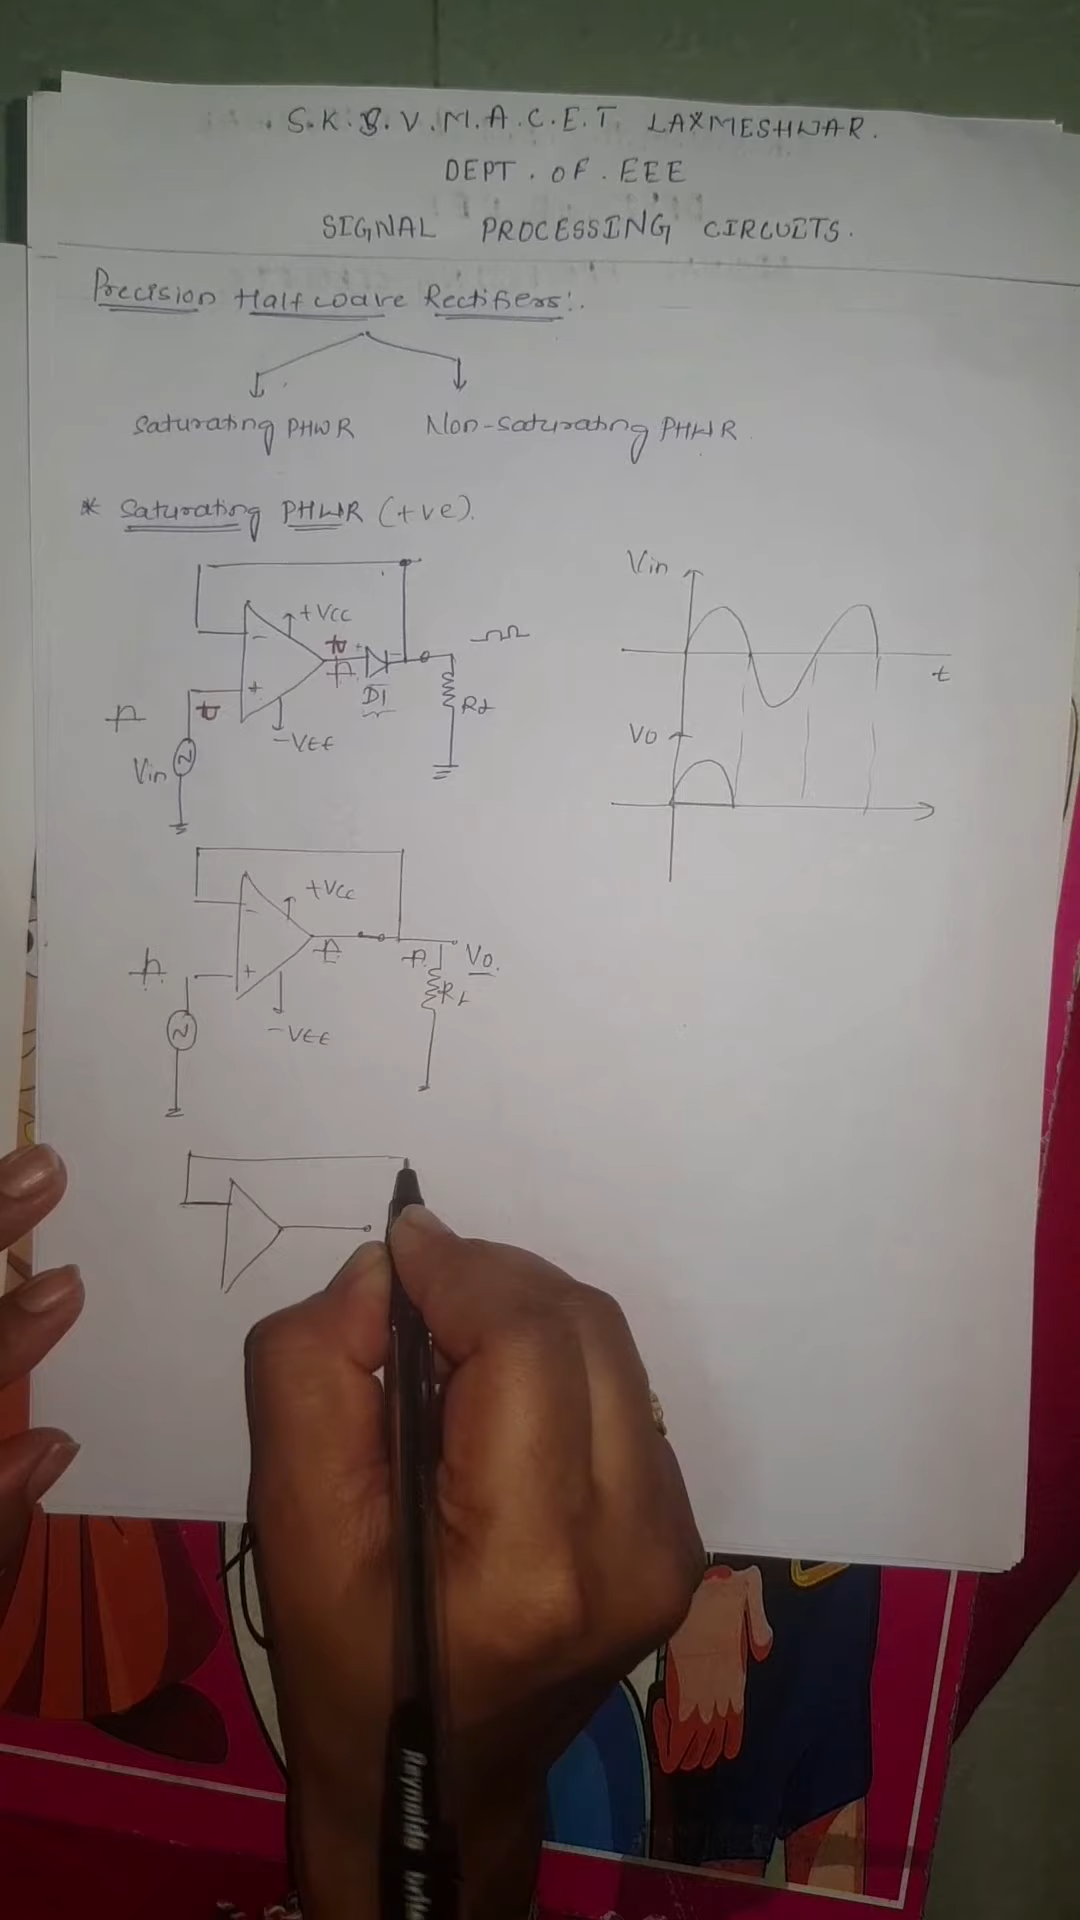 S.K.S.V.M.A.C.E.T LAXMESHWAR.
DEPT. OF. EEE
SIGNAL PROCESSING CIRCUITS.
Precision Half wave Rectifiers:.
Saturating PHWR Non-saturating PHWR.
* Saturating PHWR (+ve).
Vin
+Vcc
−
+
D1
RL
+
-VEE
Vin
t
Vo
+Vcc
−
Vo.
+
RL
-VEE
Reynolds